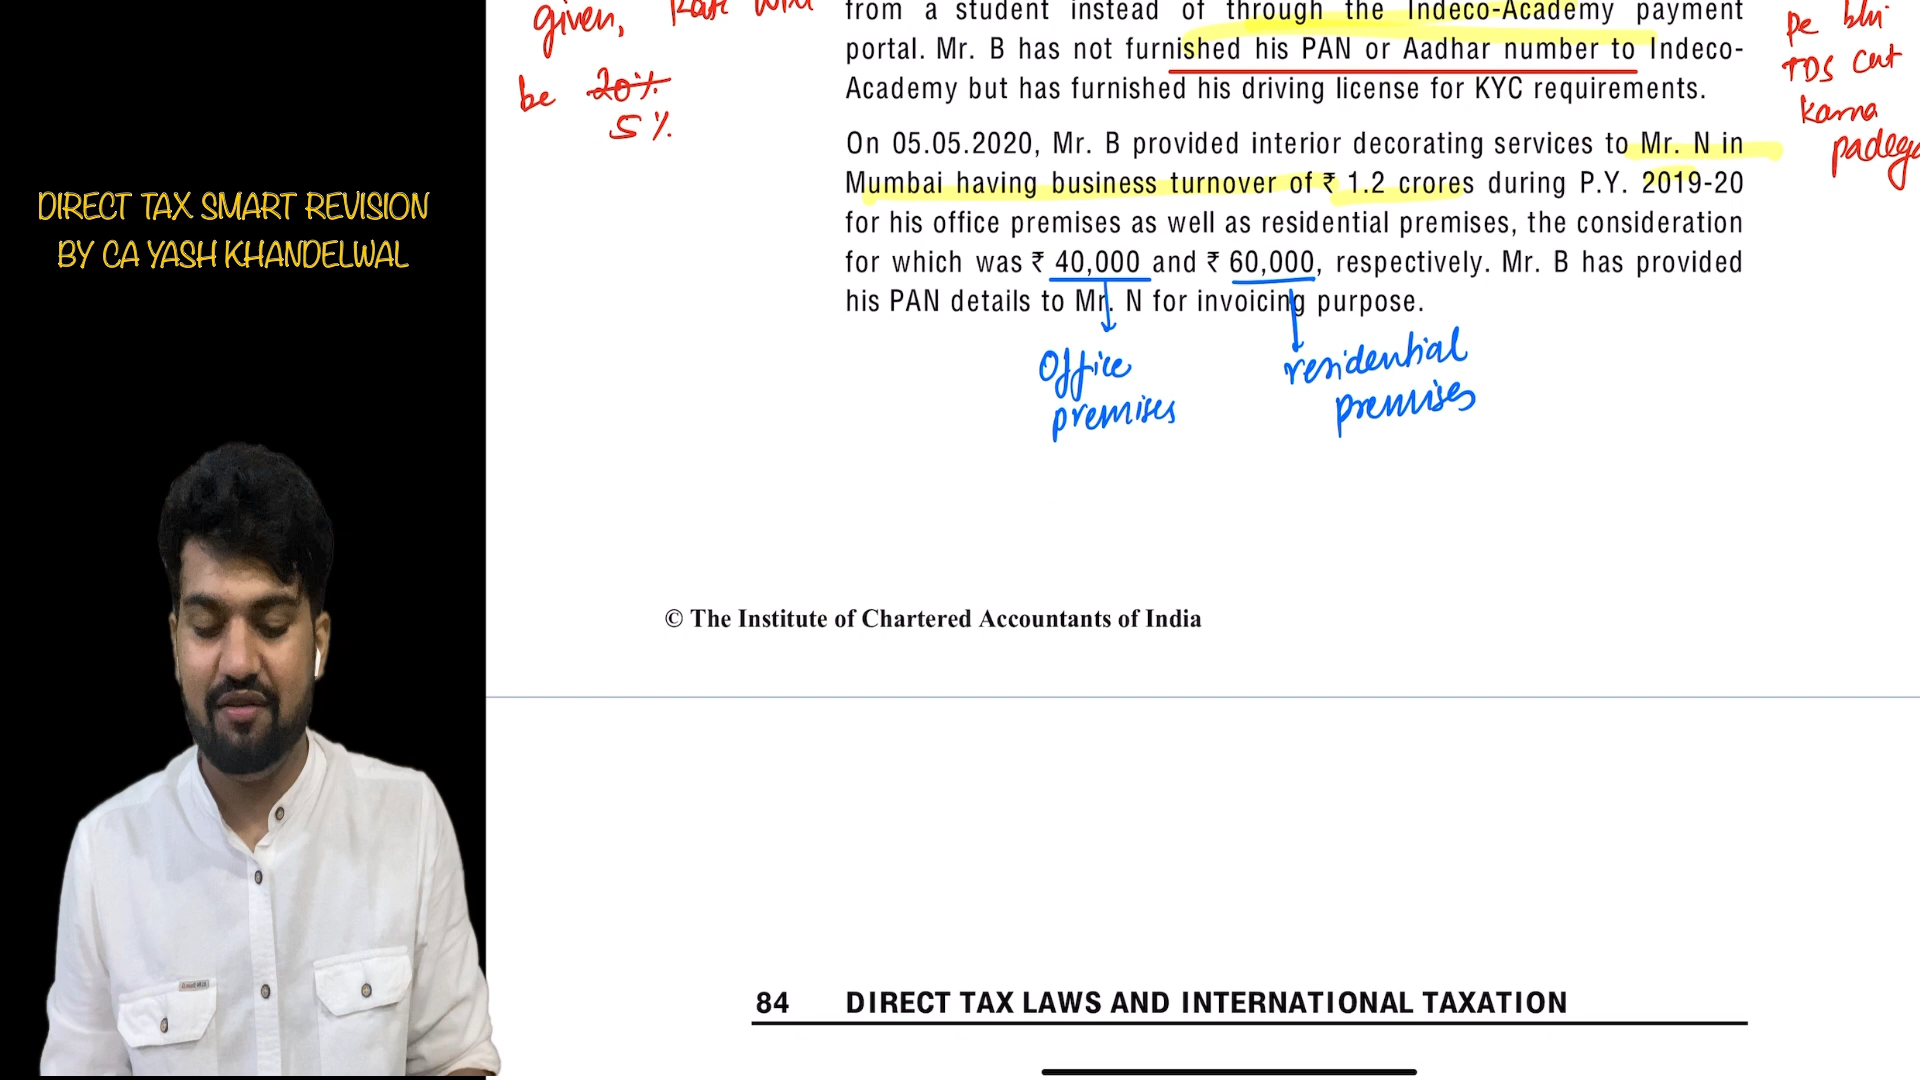 given, Rate will
be 20%
5%
DIRECT TAX SMART REVISION
BY CA YASH KHANDELWAL
from a student instead of through the Indeco-Academy payment
portal. Mr. B has not furnished his PAN or Aadhar number to Indeco-
Academy but has furnished his driving license for KYC requirements.
On 05.05.2020, Mr. B provided interior decorating services to Mr. N in
Mumbai having business turnover of ₹ 1.2 crores during P.Y. 2019-20
for his office premises as well as residential premises, the consideration
for which was ₹ 40,000 and ₹ 60,000, respectively. Mr. B has provided
his PAN details to Mr. N for invoicing purpose.
Office
premises
residential
premises
pe bhi
TDS cut
karna
padega
© The Institute of Chartered Accountants of India
84 DIRECT TAX LAWS AND INTERNATIONAL TAXATION